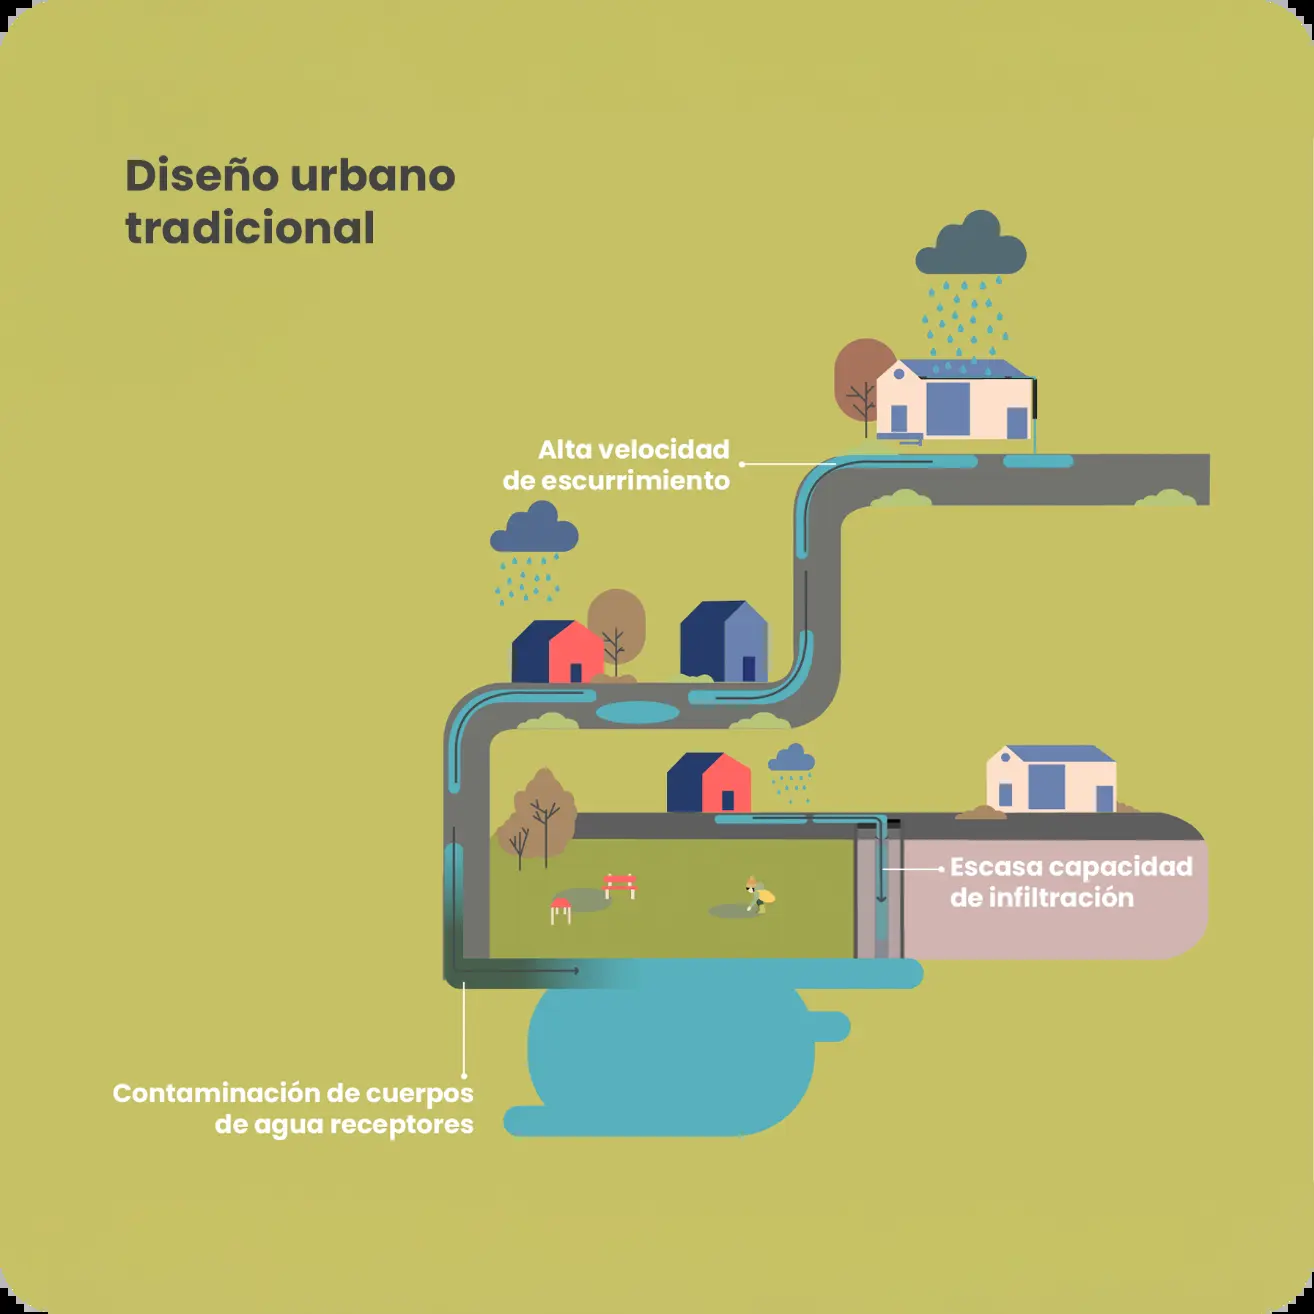 Diseño urbano
tradicional
Alta velocidad
de escurrimiento
Escasa capacidad
de infiltración
Contaminación de cuerpos
de agua receptores